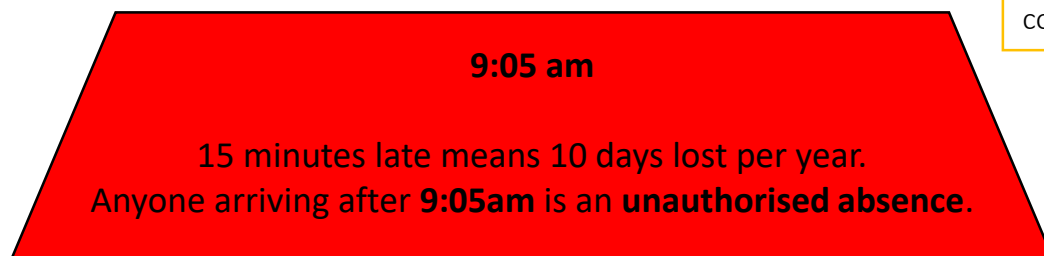 9:05 am
15 minutes late means 10 days lost per year.
Anyone arriving after 9:05am is an unauthorised absence.